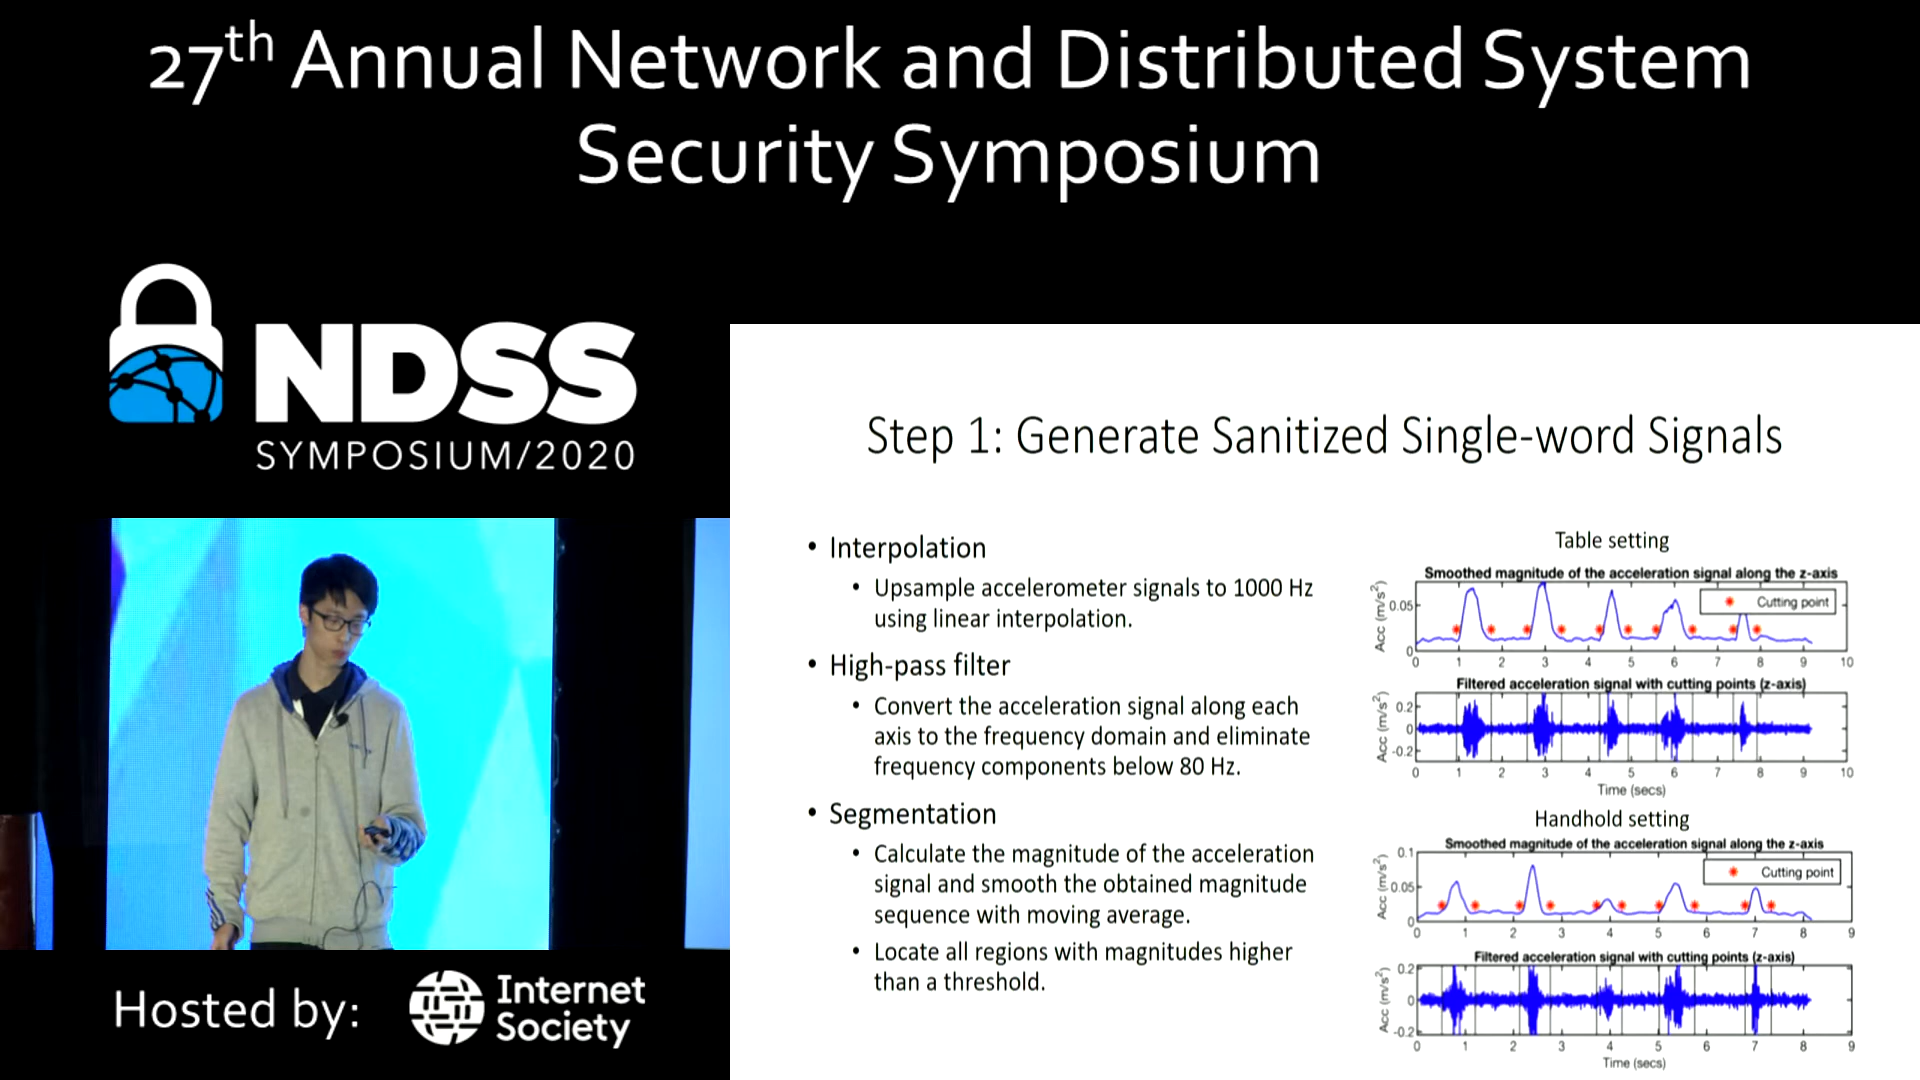 27th Annual Network and Distributed System
Security Symposium
NDSS
SYMPOSIUM/2020
Hosted by:
Internet
Society
Step 1: Generate Sanitized Single-word Signals
• Interpolation
• Upsample accelerometer signals to 1000 Hz
using linear interpolation.
• High-pass filter
• Convert the acceleration signal along each
axis to the frequency domain and eliminate
frequency components below 80 Hz.
• Segmentation
• Calculate the magnitude of the acceleration
signal and smooth the obtained magnitude
sequence with moving average.
• Locate all regions with magnitudes higher
than a threshold.
Table setting
Smoothed magnitude of the acceleration signal along the z-axis
Acc (m/s²)
0.05
0
Cutting point
0 1 2 3 4 5 6 7 8 9 10
Filtered acceleration signal with cutting points (z-axis)
Acc (m/s²)
0.2
0
-0.2
0 1 2 3 4 5 6 7 8 9 10
Time (secs)
Handhold setting
Smoothed magnitude of the acceleration signal along the z-axis
Acc (m/s²)
0.1
0.05
0
Cutting point
0 1 2 3 4 5 6 7 8 9
Filtered acceleration signal with cutting points (z-axis)
Acc (m/s²)
0.2
0
-0.2
0 1 2 3 4 5 6 7 8 9
Time (secs)